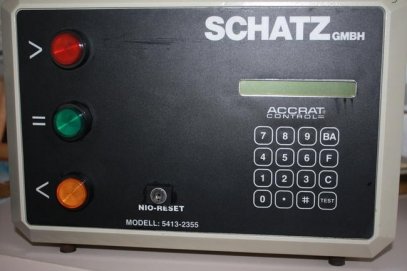 SCHATZ GMBH
>
=
<
ACCRAT
CONTROL
7 8 9 BA
4 5 6 F
1 2 3 C
0 • # TEST
NIO-RESET
MODELL: 5413-2355